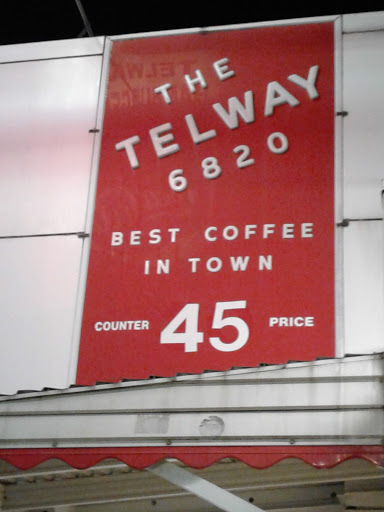 THE
TELWAY
6820
BEST COFFEE
IN TOWN
COUNTER 45 PRICE